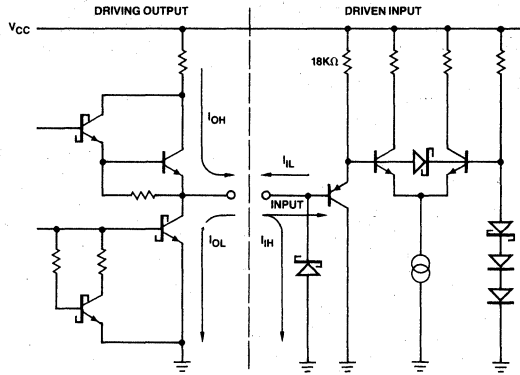 DRIVING OUTPUT
DRIVEN INPUT
VCC
18KΩ
IOH
IIL
INPUT
IOL
IIH